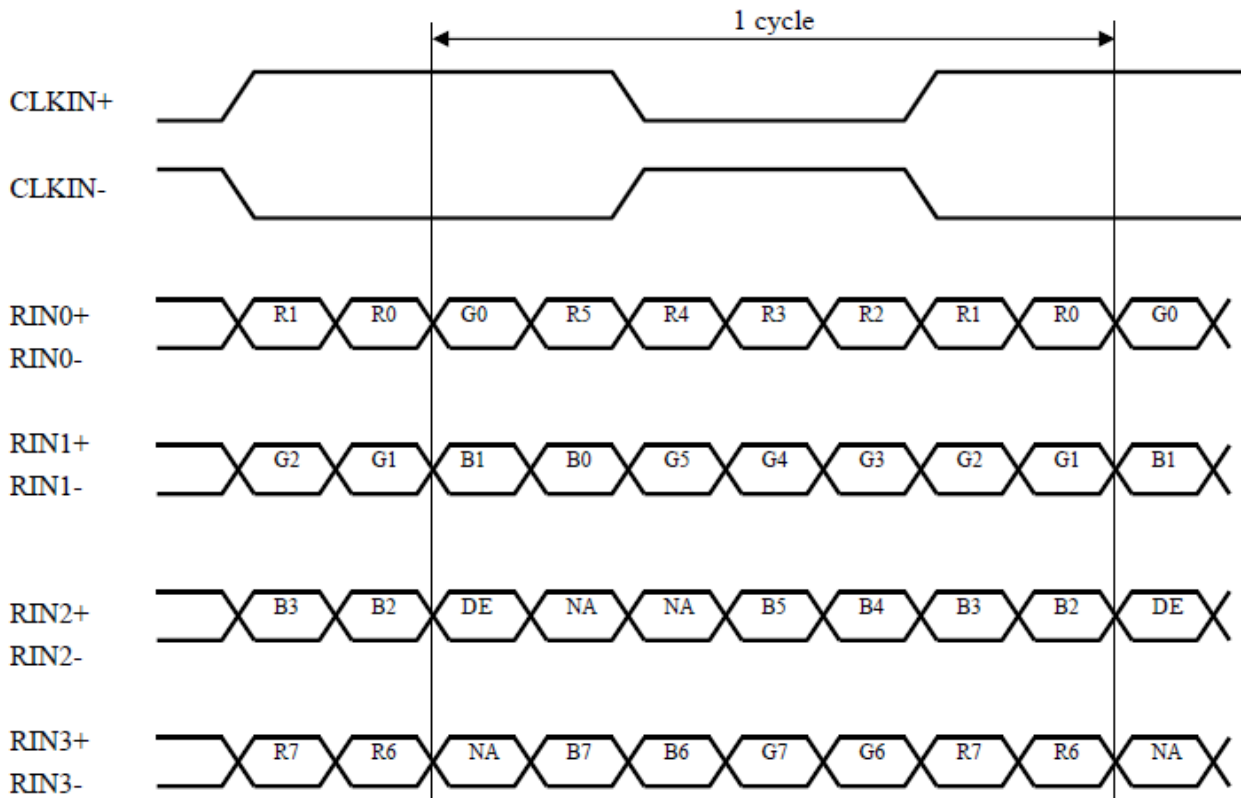 1 cycle
CLKIN+
CLKIN-
RIN0+
R1 R0 G0 R5 R4 R3 R2 R1 R0 G0
RIN0-
RIN1+
G2 G1 B1 B0 G5 G4 G3 G2 G1 B1
RIN1-
RIN2+
B3 B2 DE NA NA B5 B4 B3 B2 DE
RIN2-
RIN3+
R7 R6 NA B7 B6 G7 G6 R7 R6 NA
RIN3-